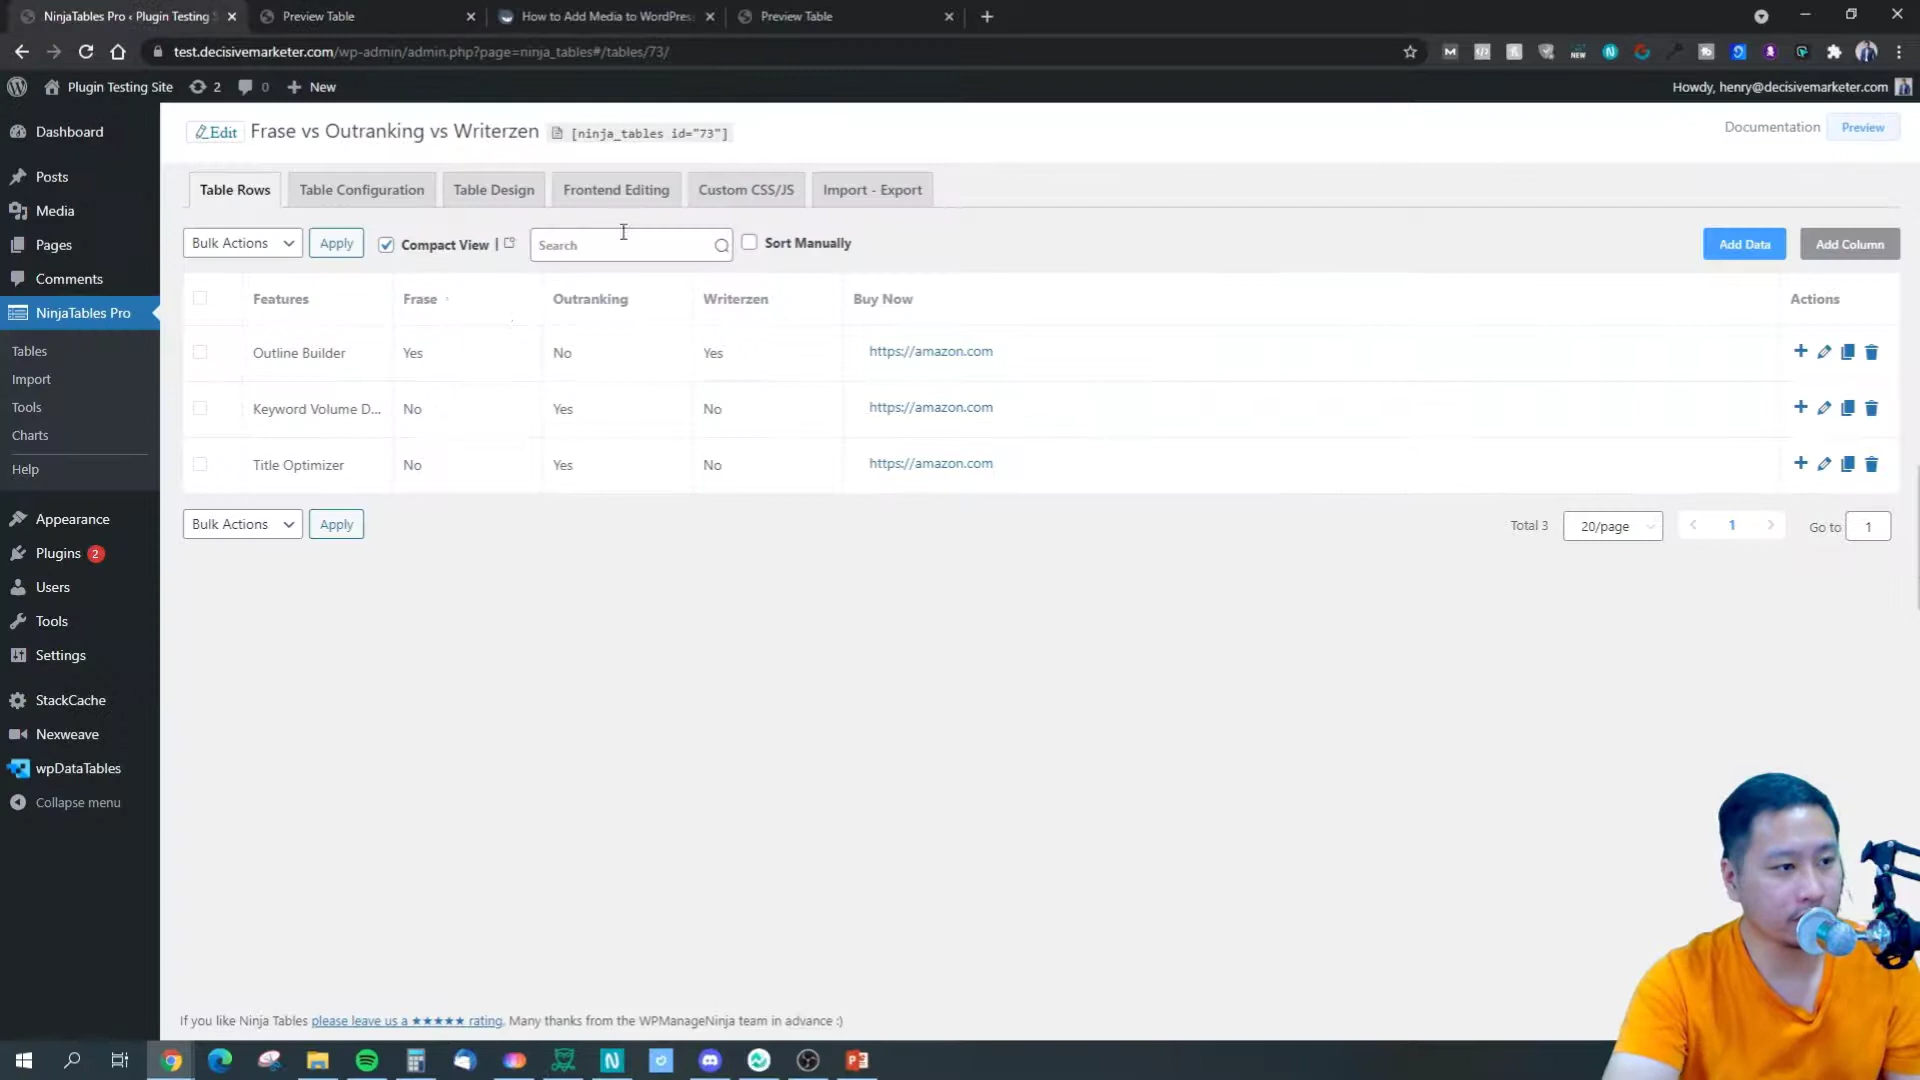 NinjaTables Pro ‹ Plugin Testing S
Preview Table
How to Add Media to WordPres
Preview Table
test.decisivemarketer.com/wp-admin/admin.php?page=ninja_tables#/tables/73/
Plugin Testing Site
2
0
New
Howdy, henry@decisivemarketer.com
Dashboard
Posts
Media
Pages
Comments
NinjaTables Pro
Tables
Import
Tools
Charts
Help
Appearance
Plugins 2
Users
Tools
Settings
StackCache
Nexweave
wpDataTables
Collapse menu
Edit Frase vs Outranking vs Writerzen [ninja_tables id="73"]
Documentation Preview
Table Rows Table Configuration Table Design Frontend Editing Custom CSS/JS Import - Export
Bulk Actions Apply Compact View | Search Sort Manually Add Data Add Column
Features Frase Outranking Writerzen Buy Now Actions
Outline Builder Yes No Yes https://amazon.com
Keyword Volume D... No Yes No https://amazon.com
Title Optimizer No Yes No https://amazon.com
Bulk Actions Apply Total 3 20/page 1 Go to 1
If you like Ninja Tables please leave us a ★★★★★ rating. Many thanks from the WPManageNinja team in advance :)